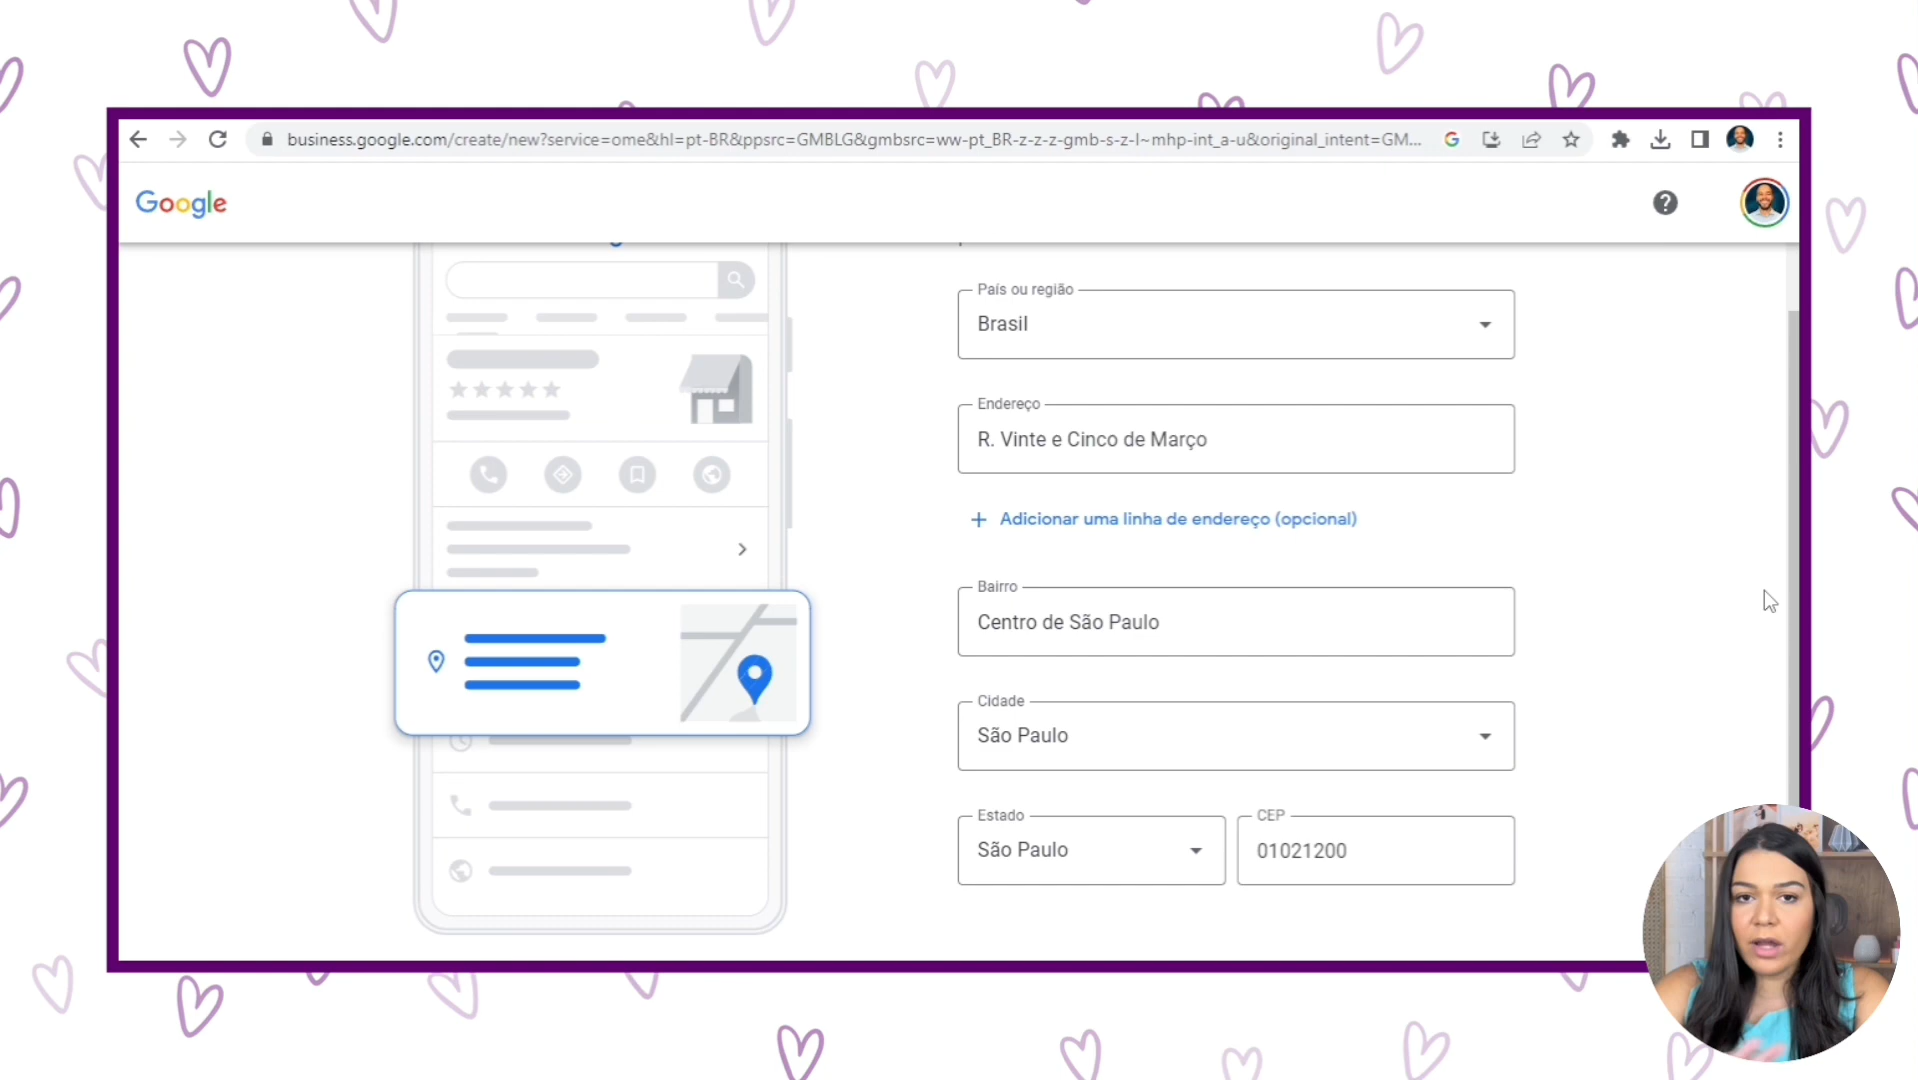 business.google.com/create/new?service=ome&hl=pt-BR&ppsrc=GMBLG&gmbsrc=ww-pt_BR-z-z-z-gmb-s-z-l~mhp-int_a-u&original_intent=GM...
Google
País ou região
Brasil
Endereço
R. Vinte e Cinco de Março
+ Adicionar uma linha de endereço (opcional)
Bairro
Centro de São Paulo
Cidade
São Paulo
Estado
São Paulo
CEP
01021200